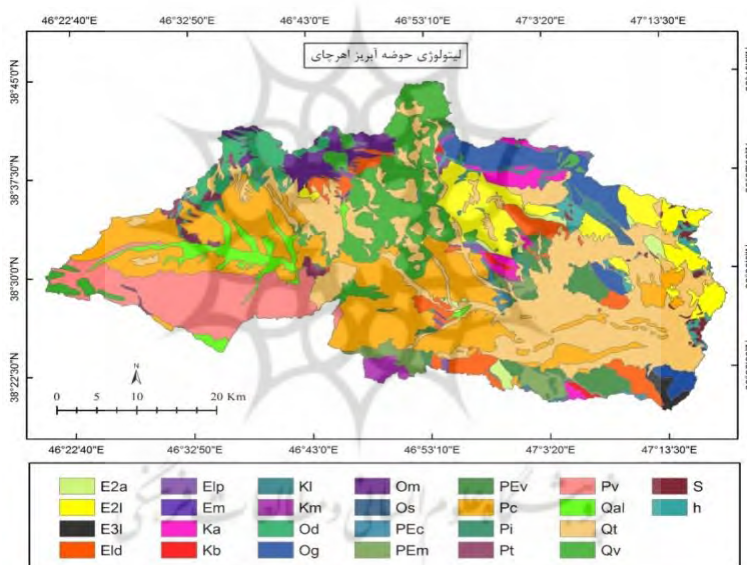 46°22'40"E 46°32'50"E 46°43'0"E 46°53'10"E 47°3'20"E 47°13'30"E
لیتولوژی حوضه آبریز اهرچای
38°45'0"N
38°37'30"N
38°30'0"N
38°22'30"N
N
0 5 10 20 Km
46°22'40"E 46°32'50"E 46°43'0"E 46°53'10"E 47°3'20"E 47°13'30"E
E2a Elp Kl Om PEv Pv S
E2l Em Km Os Pc Qal h
E3l Ka Od PEc Pi Qt
Eld Kb Og PEm Pt Qv